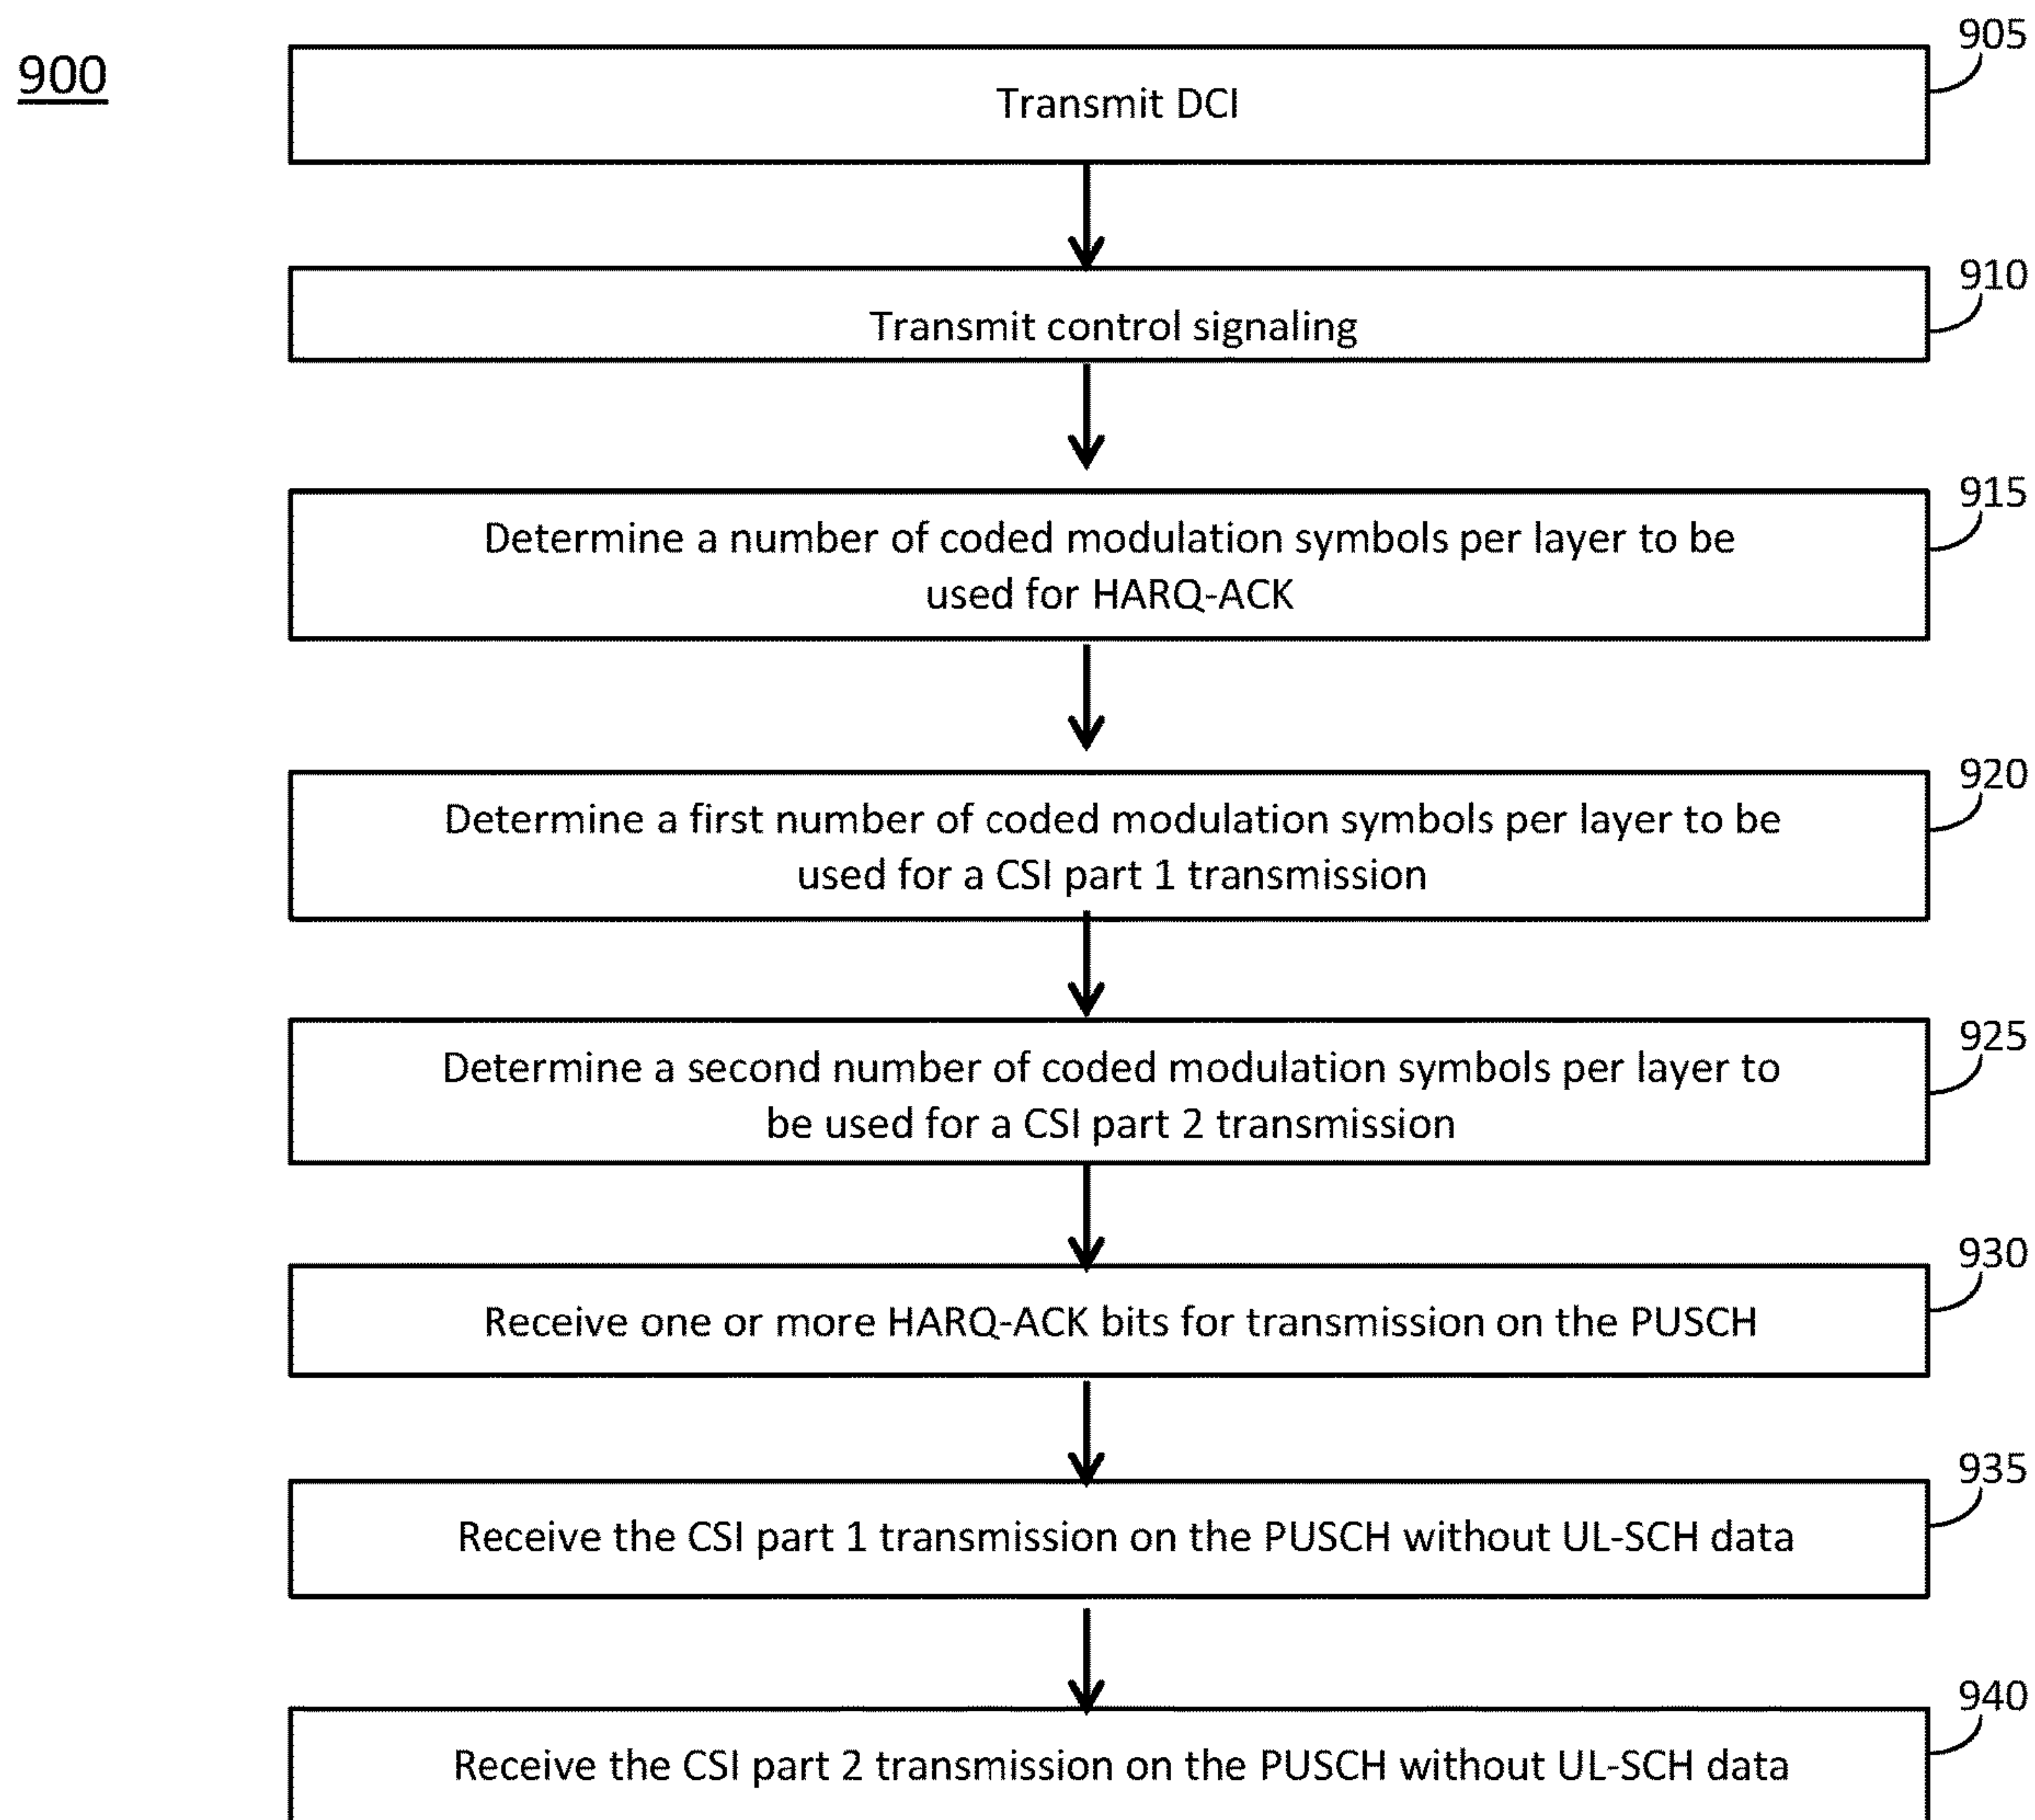 900
905
Transmit DCI
910
Transmit control signaling
915
Determine a number of coded modulation symbols per layer to be
used for HARQ-ACK
920
Determine a first number of coded modulation symbols per layer to be
used for a CSI part 1 transmission
925
Determine a second number of coded modulation symbols per layer to
be used for a CSI part 2 transmission
930
Receive one or more HARQ-ACK bits for transmission on the PUSCH
935
Receive the CSI part 1 transmission on the PUSCH without UL-SCH data
940
Receive the CSI part 2 transmission on the PUSCH without UL-SCH data